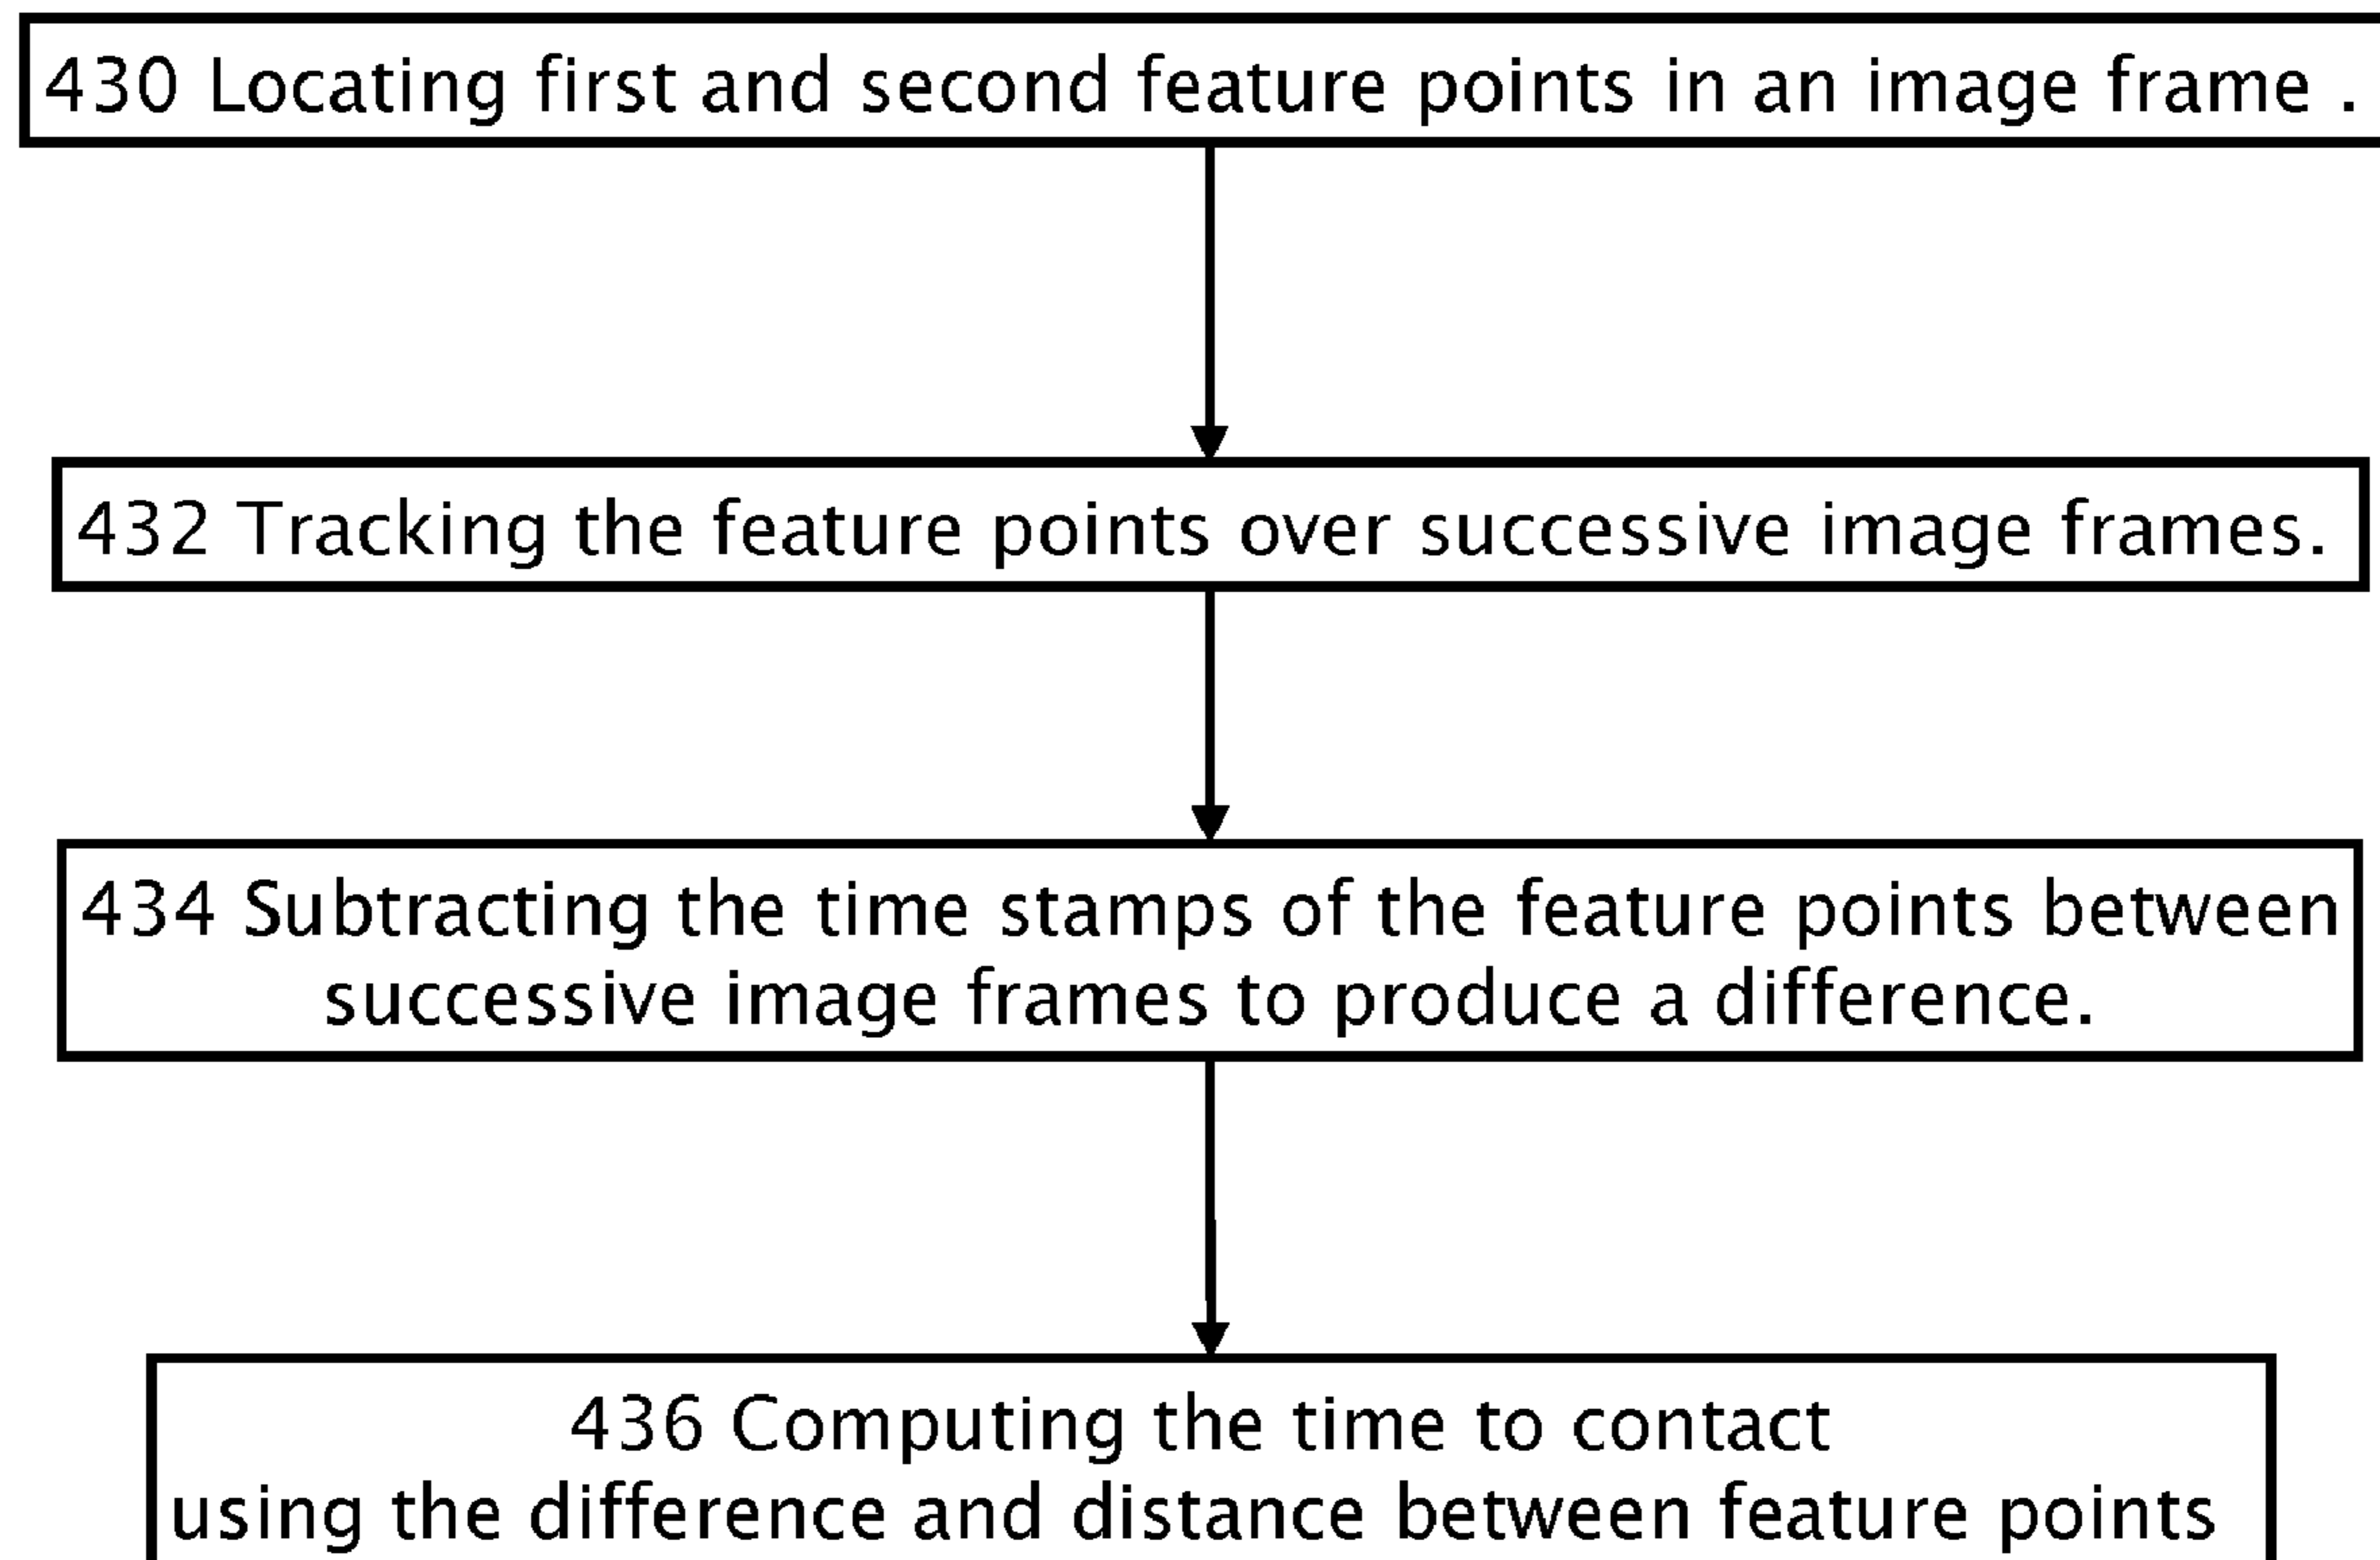 430 Locating first and second feature points in an image frame .
432 Tracking the feature points over successive image frames.
434 Subtracting the time stamps of the feature points between
successive image frames to produce a difference.
436 Computing the time to contact
using the difference and distance between feature points